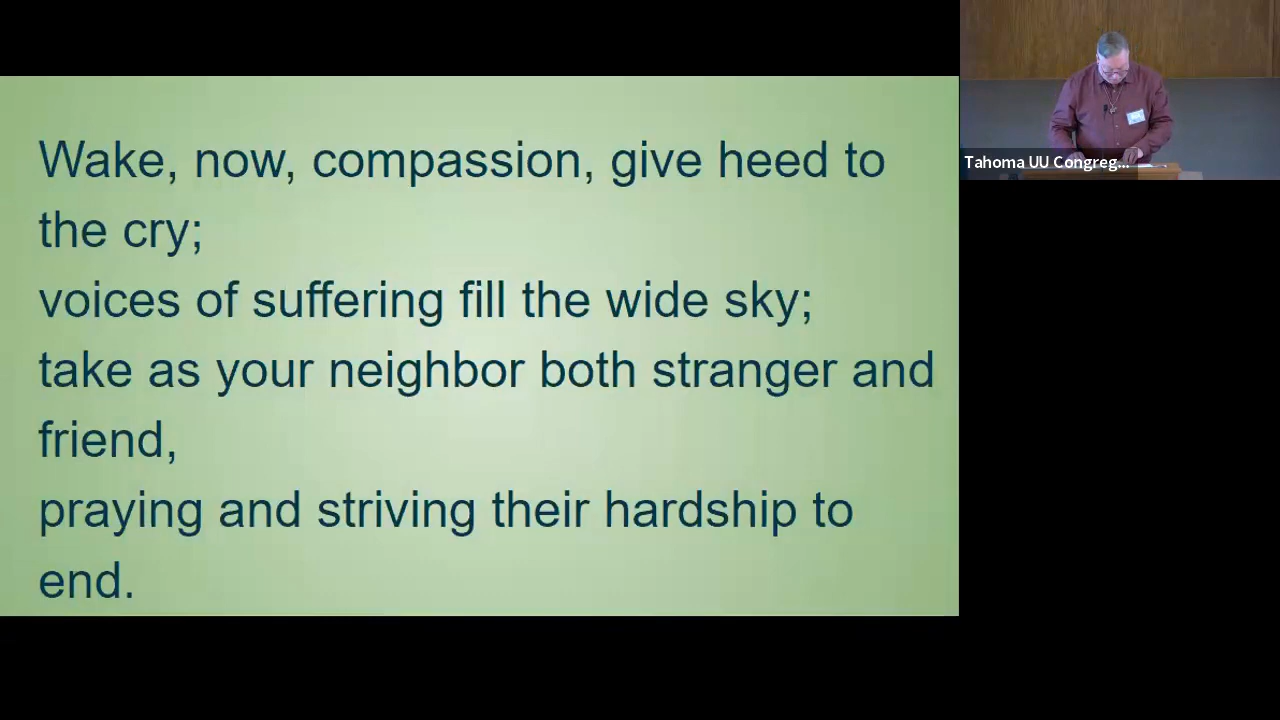 Wake, now, compassion, give heed to
the cry;
voices of suffering fill the wide sky;
take as your neighbor both stranger and
friend,
praying and striving their hardship to
end.
Tahoma UU Congreg...